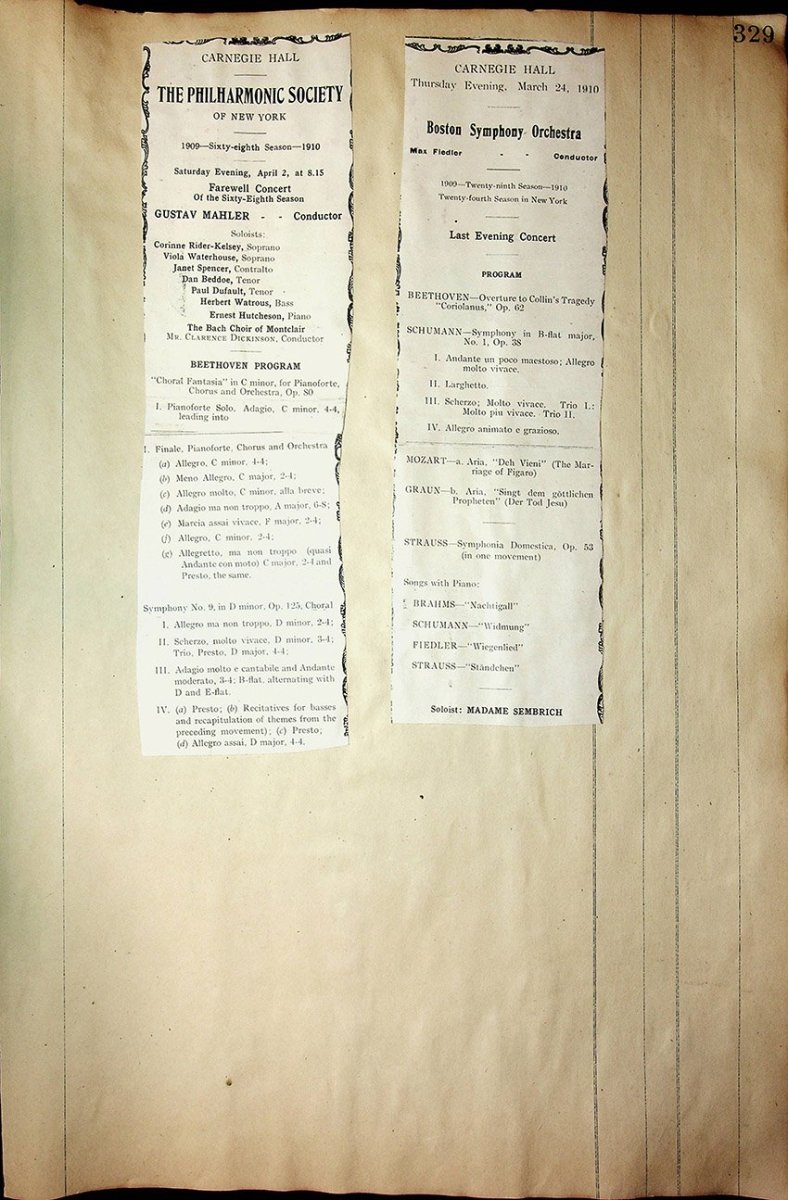 329
CARNEGIE HALL
THE PHILHARMONIC SOCIETY
OF NEW YORK
1909—Sixty-eighth Season—1910
Saturday Evening, April 2, at 8.15
Farewell Concert
Of the Sixty-Eighth Season
GUSTAV MAHLER - - Conductor
Soloists:
Corinne Rider-Kelsey, Soprano
Viola Waterhouse, Soprano
Janet Spencer, Contralto
Dan Beddoe, Tenor
Paul Dufault, Tenor
Herbert Watrous, Bass
Ernest Hutcheson, Piano
The Bach Choir of Montclair
MR. CLARENCE DICKINSON, Conductor
BEETHOVEN PROGRAM
"Choral Fantasia" in C minor, for Pianoforte,
Chorus and Orchestra, Op. 80
I. Pianoforte Solo, Adagio, C minor, 4-4,
leading into
I. Finale, Pianoforte, Chorus and Orchestra
(a) Allegro, C minor, 4-4;
(b) Meno Allegro, C major, 2-4;
(c) Allegro molto, C minor, alla breve;
(d) Adagio ma non troppo, A major, 6-8;
(e) Marcia assai vivace, F major, 2-4;
(f) Allegro, C minor, 2-4;
(g) Allegretto, ma non troppo (quasi
Andante con moto) C major, 2-4 and
Presto, the same.
Symphony No. 9, in D minor, Op. 125, Choral
I. Allegro ma non troppo, D minor, 2-4;
II. Scherzo, molto vivace, D minor, 3-4;
Trio, Presto, D major, 4-4;
III. Adagio molto e cantabile and Andante
moderato, 3-4; B-flat, alternating with
D and E-flat.
IV. (a) Presto; (b) Recitatives for basses
and recapitulation of themes from the
preceding movement); (c) Presto;
(d) Allegro assai, D major, 4-4.
CARNEGIE HALL
Thursday Evening, March 24, 1910
Boston Symphony Orchestra
Max Fiedler - - Conductor
1909—Twenty-ninth Season—1910
Twenty-fourth Season in New York
Last Evening Concert
PROGRAM
BEETHOVEN—Overture to Collin's Tragedy
"Coriolanus," Op. 62
SCHUMANN—Symphony in B-flat major,
No. 1, Op. 38
I. Andante un poco maestoso; Allegro
molto vivace.
II. Larghetto.
III. Scherzo; Molto vivace. Trio I.:
Molto piu vivace. Trio II.
IV. Allegro animato e grazioso.
MOZART—a. Aria, "Deh Vieni" (The Mar-
riage of Figaro)
GRAUN—b. Aria, "Singt dem göttlichen
Propheten" (Der Tod Jesu)
STRAUSS—Symphonia Domestica, Op. 53
(in one movement)
Songs with Piano:
BRAHMS—"Nachtigall"
SCHUMANN—"Widmung"
FIEDLER—"Wiegenlied"
STRAUSS—"Ständchen"
Soloist: MADAME SEMBRICH